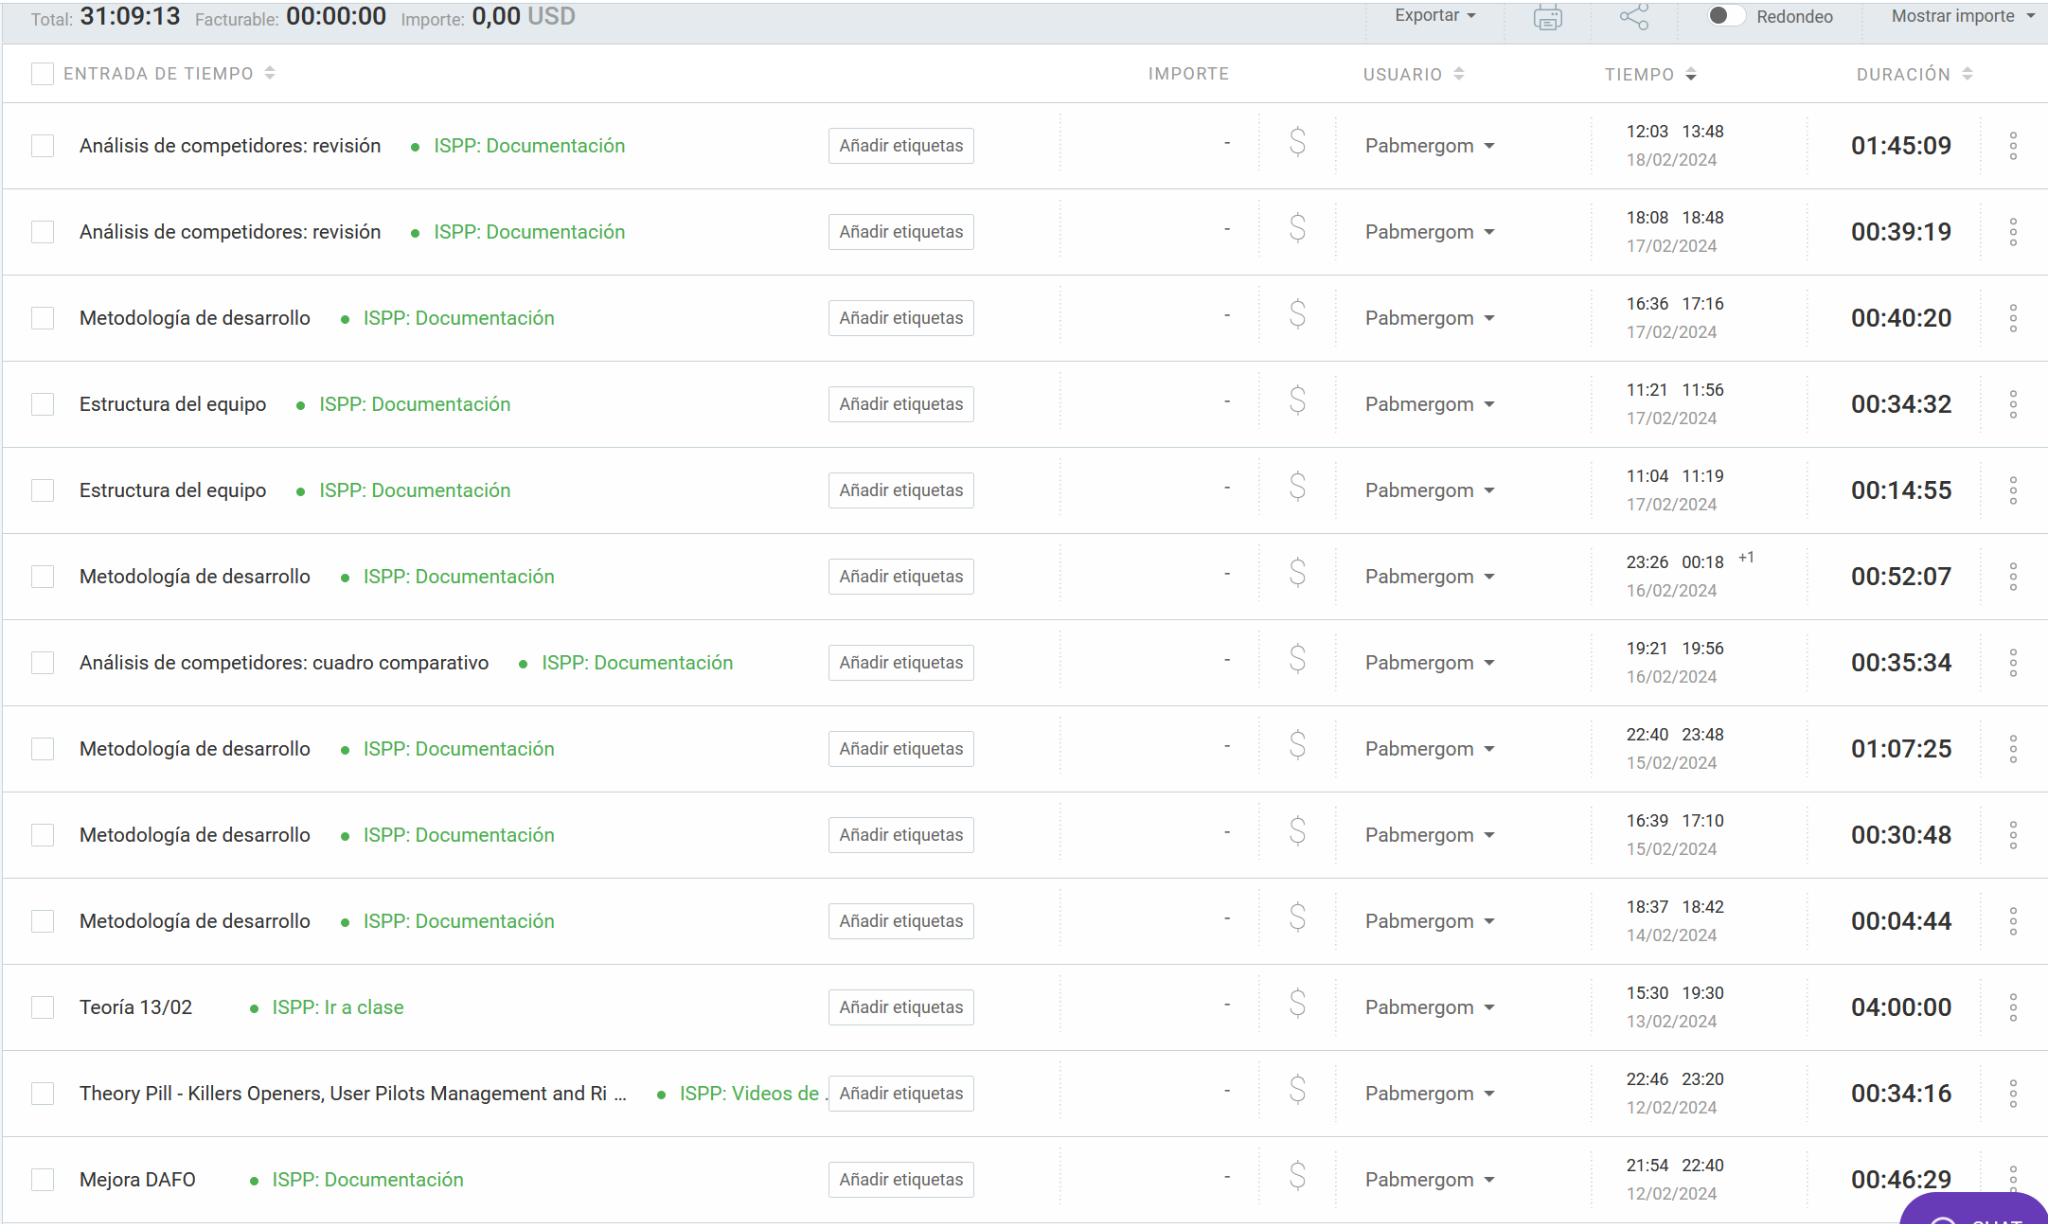 Total: 31:09:13 Facturable: 00:00:00 Importe: 0,00 USD Exportar Redondeo Mostrar importe
ENTRADA DE TIEMPO IMPORTE USUARIO TIEMPO DURACIÓN
Análisis de competidores: revisión • ISPP: Documentación Añadir etiquetas - $ Pabmergom 12:03 13:48 01:45:09
18/02/2024
Análisis de competidores: revisión • ISPP: Documentación Añadir etiquetas - $ Pabmergom 18:08 18:48 00:39:19
17/02/2024
Metodología de desarrollo • ISPP: Documentación Añadir etiquetas - $ Pabmergom 16:36 17:16 00:40:20
17/02/2024
Estructura del equipo • ISPP: Documentación Añadir etiquetas - $ Pabmergom 11:21 11:56 00:34:32
17/02/2024
Estructura del equipo • ISPP: Documentación Añadir etiquetas - $ Pabmergom 11:04 11:19 00:14:55
17/02/2024
Metodología de desarrollo • ISPP: Documentación Añadir etiquetas - $ Pabmergom 23:26 00:18 +1 00:52:07
16/02/2024
Análisis de competidores: cuadro comparativo • ISPP: Documentación Añadir etiquetas - $ Pabmergom 19:21 19:56 00:35:34
16/02/2024
Metodología de desarrollo • ISPP: Documentación Añadir etiquetas - $ Pabmergom 22:40 23:48 01:07:25
15/02/2024
Metodología de desarrollo • ISPP: Documentación Añadir etiquetas - $ Pabmergom 16:39 17:10 00:30:48
15/02/2024
Metodología de desarrollo • ISPP: Documentación Añadir etiquetas - $ Pabmergom 18:37 18:42 00:04:44
14/02/2024
Teoría 13/02 • ISPP: Ir a clase Añadir etiquetas - $ Pabmergom 15:30 19:30 04:00:00
13/02/2024
Theory Pill - Killers Openers, User Pilots Management and Ri ... • ISPP: Videos de . Añadir etiquetas - $ Pabmergom 22:46 23:20 00:34:16
12/02/2024
Mejora DAFO • ISPP: Documentación Añadir etiquetas - $ Pabmergom 21:54 22:40 00:46:29
12/02/2024
CHAT